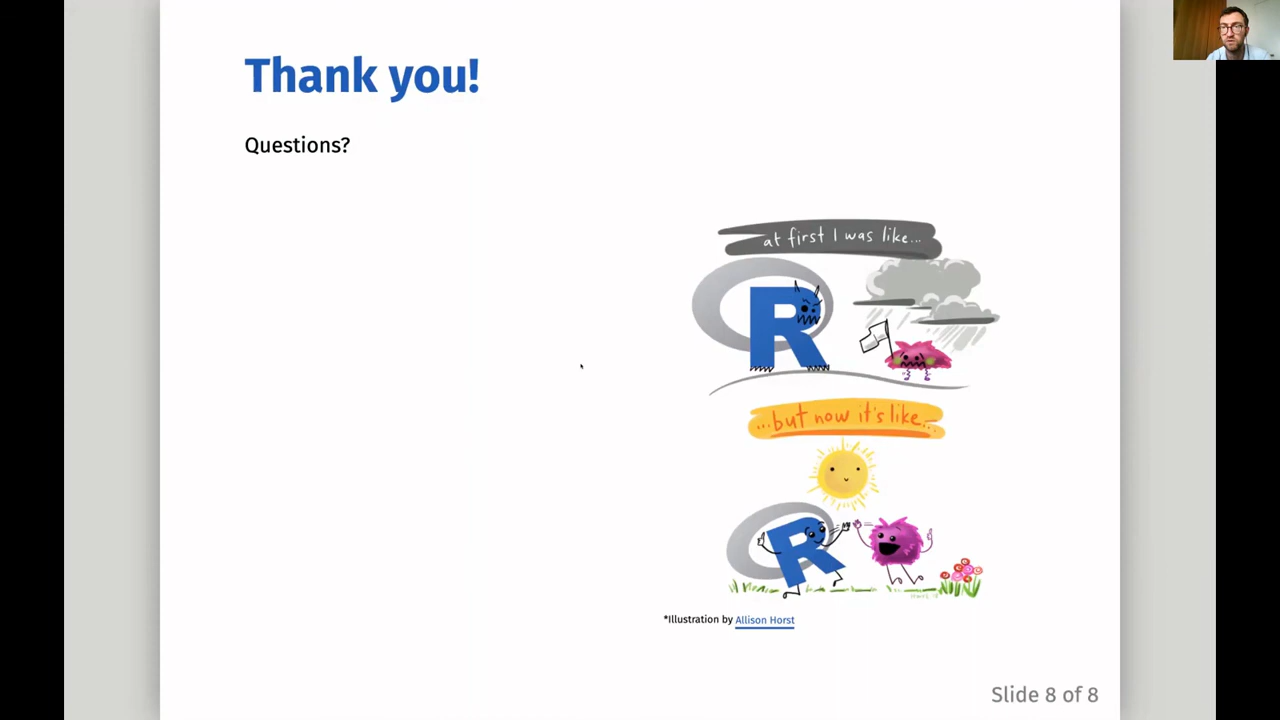 Thank you!
Questions?
at first I was like...
R
...but now it's like...
R
*Illustration by Allison Horst
Slide 8 of 8